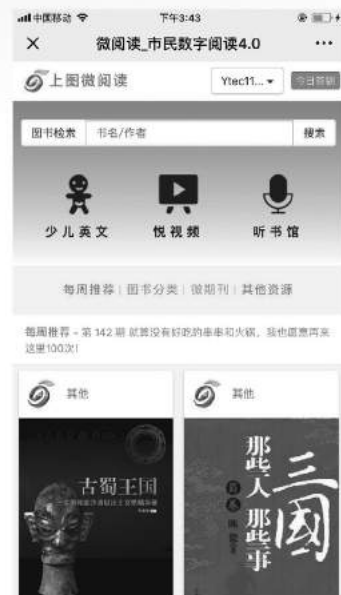 中国移动 下午3:43
微阅读_市民数字阅读4.0
上图微阅读 Ytec11...
图书检索 书名/作者 搜索
少儿英文 悦视频 听书馆
每周推荐 | 图书分类 | 微期刊 | 其他资源
每周推荐 - 第 142 期 就算没有好吃的串串和火锅，我也愿意再来
这里100次！
其他 其他
古蜀王国
三国
那些人那些事